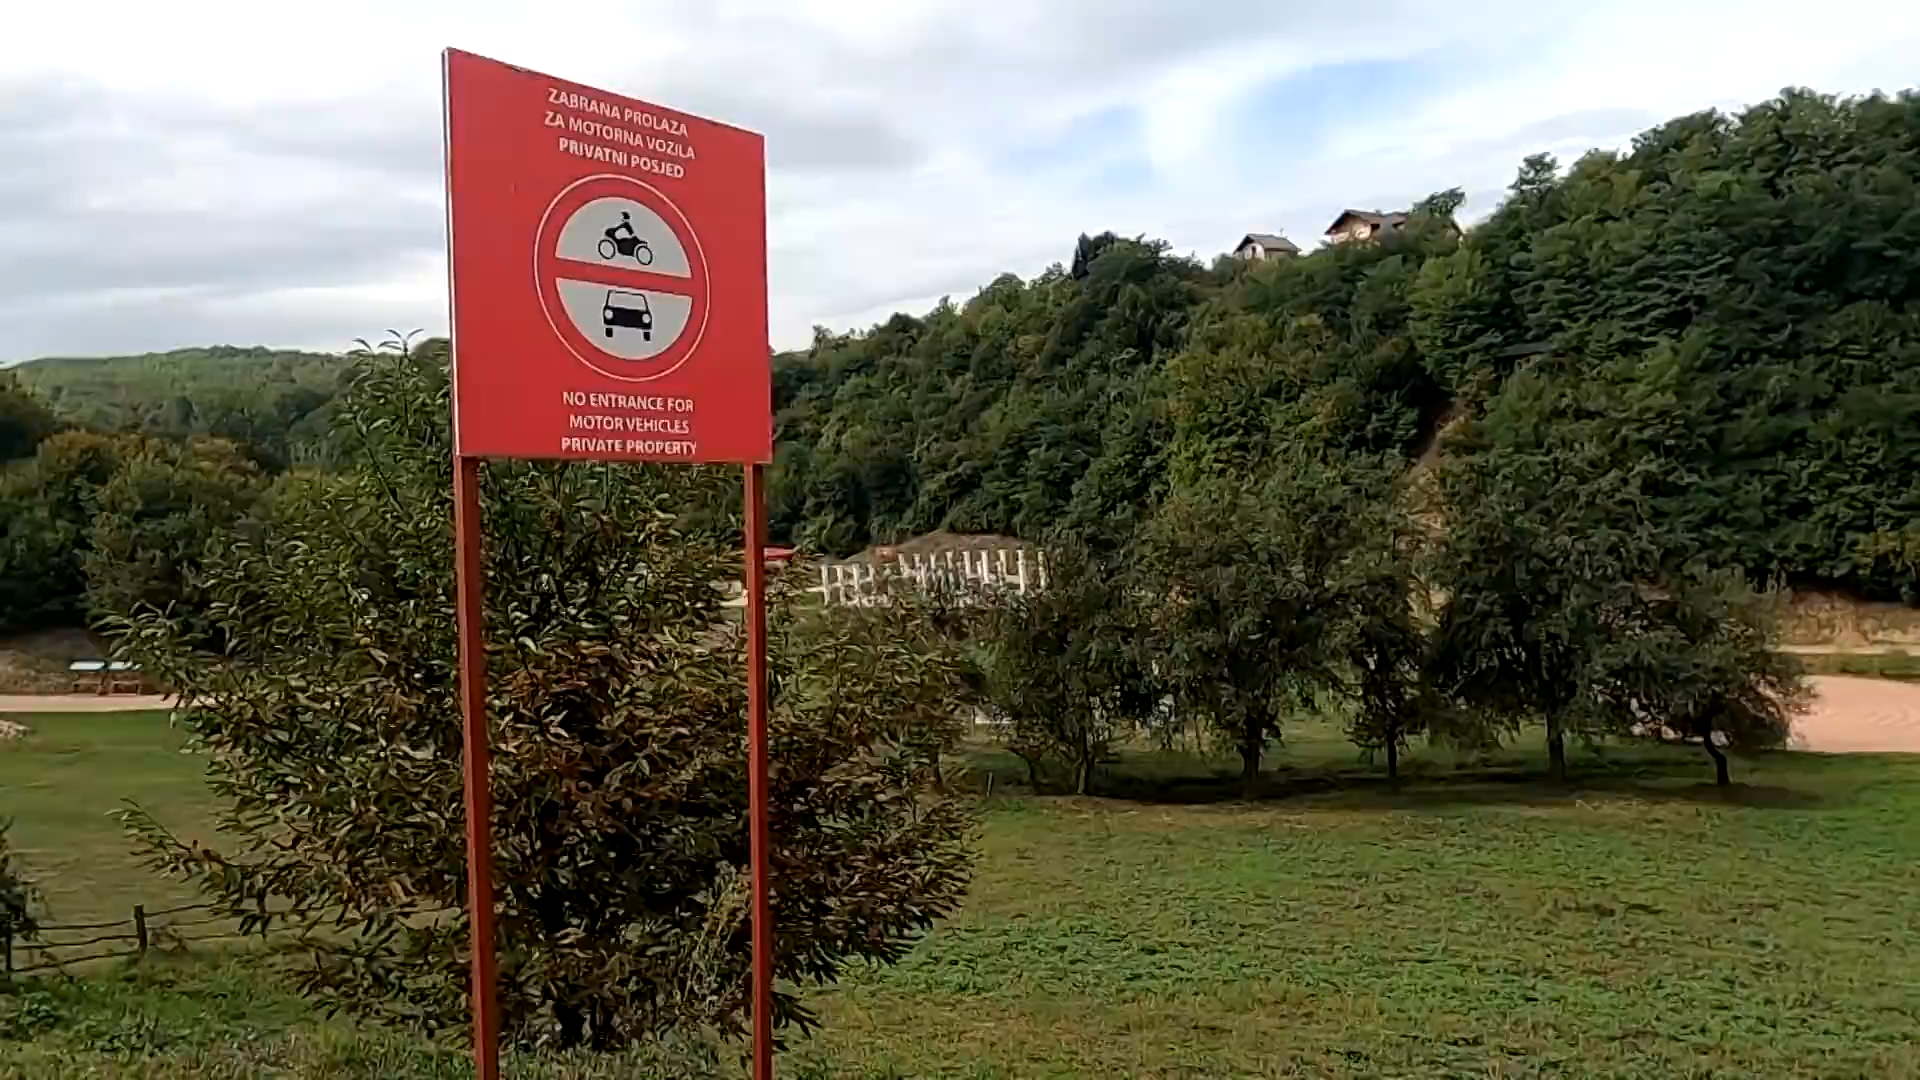 ZABRANA PROLAZA
ZA MOTORNA VOZILA
PRIVATNI POSJED
NO ENTRANCE FOR
MOTOR VEHICLES
PRIVATE PROPERTY